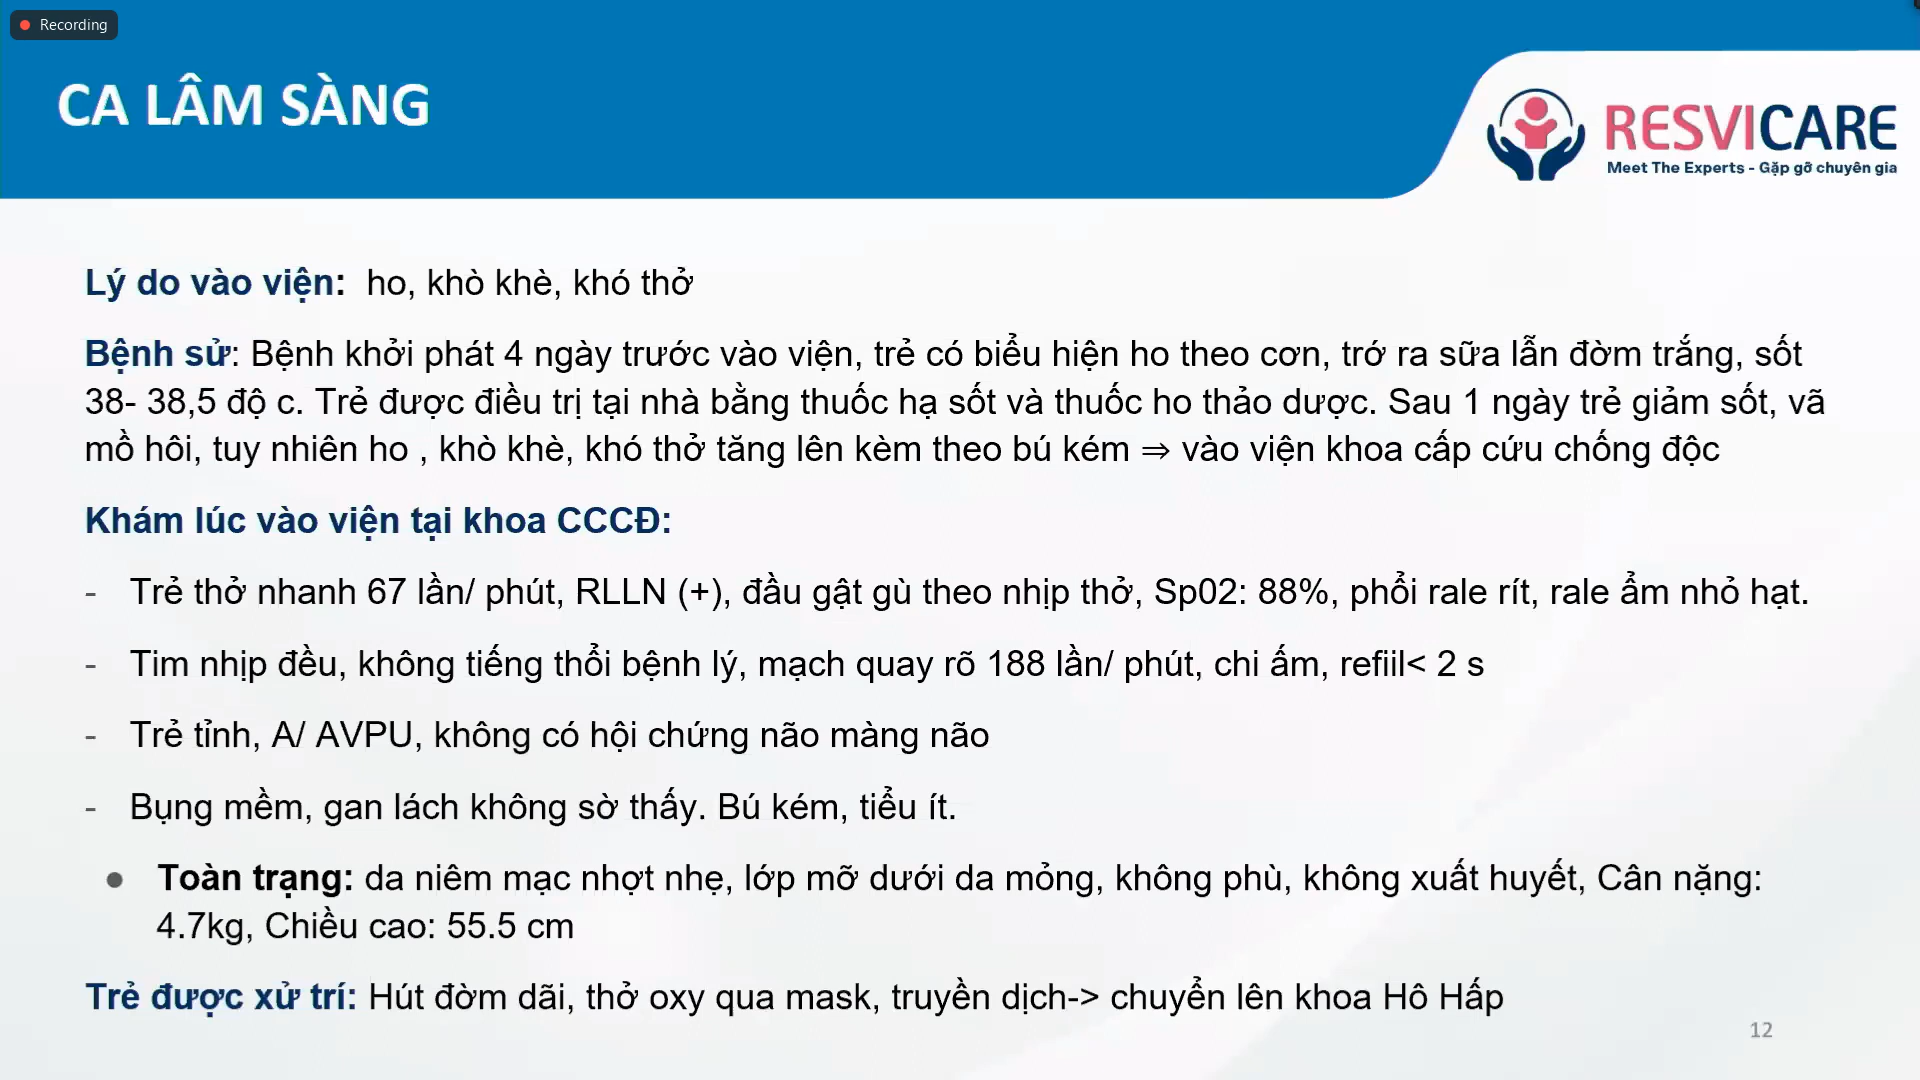 Recording
CA LÂM SÀNG
RESVICARE
Meet The Experts - Gặp gỡ chuyên gia
Lý do vào viện: ho, khò khè, khó thở
Bệnh sử: Bệnh khởi phát 4 ngày trước vào viện, trẻ có biểu hiện ho theo cơn, trớ ra sữa lẫn đờm trắng, sốt
38- 38,5 độ c. Trẻ được điều trị tại nhà bằng thuốc hạ sốt và thuốc ho thảo dược. Sau 1 ngày trẻ giảm sốt, vã
mồ hôi, tuy nhiên ho , khò khè, khó thở tăng lên kèm theo bú kém ⇒ vào viện khoa cấp cứu chống độc
Khám lúc vào viện tại khoa CCCĐ:
- Trẻ thở nhanh 67 lần/ phút, RLLN (+), đầu gật gù theo nhịp thở, Sp02: 88%, phổi rale rít, rale ẩm nhỏ hạt.
- Tim nhịp đều, không tiếng thổi bệnh lý, mạch quay rõ 188 lần/ phút, chi ấm, refiil< 2 s
- Trẻ tỉnh, A/ AVPU, không có hội chứng não màng não
- Bụng mềm, gan lách không sờ thấy. Bú kém, tiểu ít.
● Toàn trạng: da niêm mạc nhợt nhẹ, lớp mỡ dưới da mỏng, không phù, không xuất huyết, Cân nặng:
4.7kg, Chiều cao: 55.5 cm
Trẻ được xử trí: Hút đờm dãi, thở oxy qua mask, truyền dịch-> chuyển lên khoa Hô Hấp
12